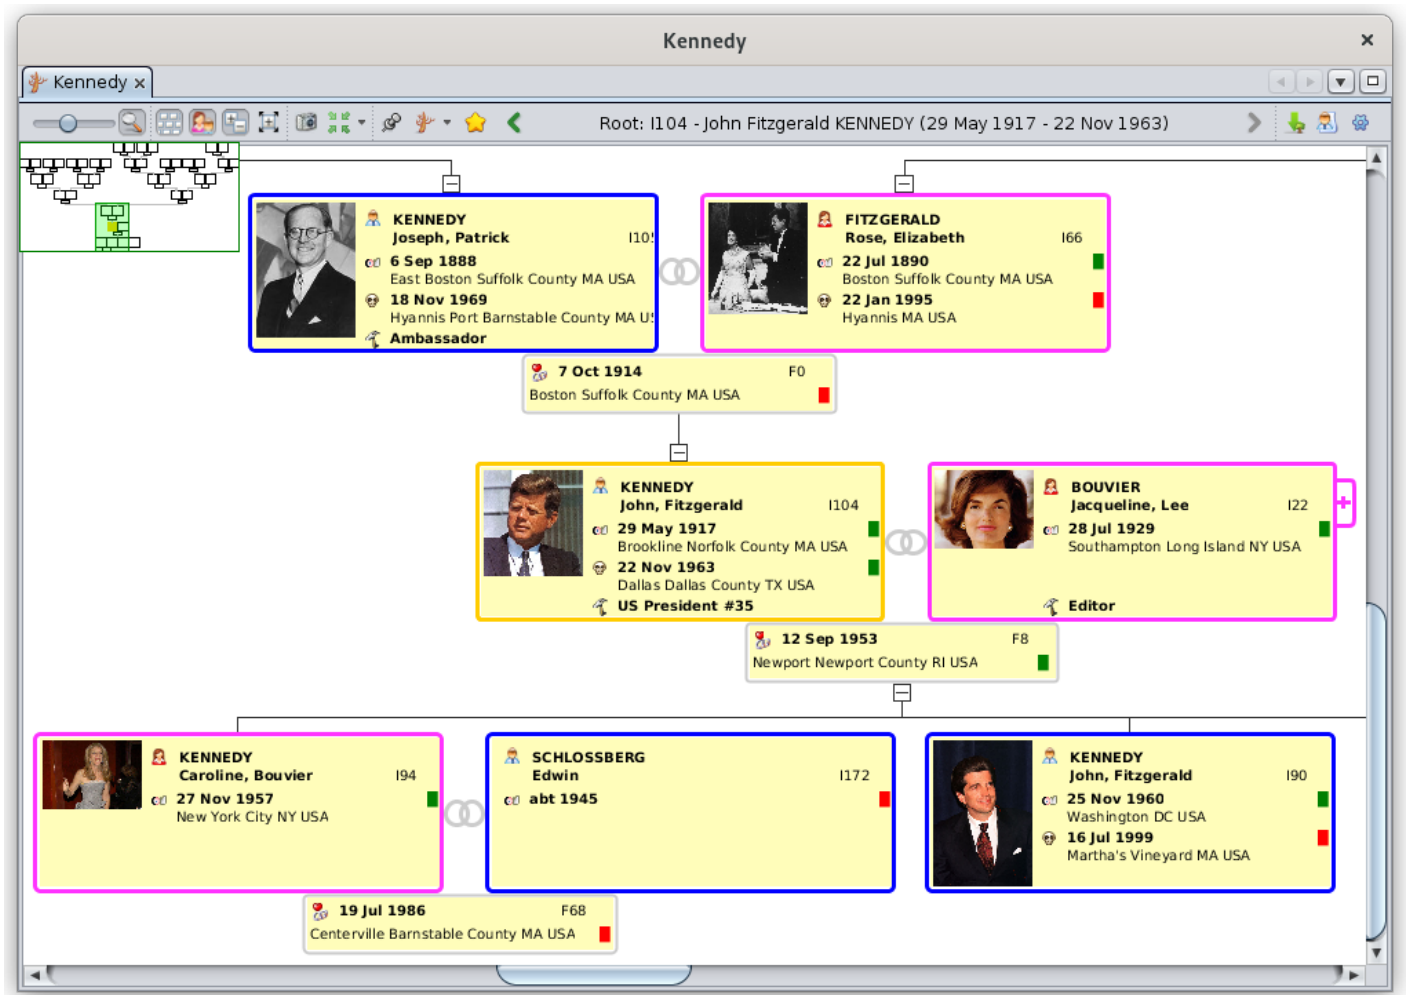 Kennedy
Kennedy
Root: I104 - John Fitzgerald KENNEDY (29 May 1917 - 22 Nov 1963)
KENNEDY
Joseph, Patrick I10
6 Sep 1888
East Boston Suffolk County MA USA
18 Nov 1969
Hyannis Port Barnstable County MA U
Ambassador
FITZGERALD
Rose, Elizabeth I66
22 Jul 1890
Boston Suffolk County MA USA
22 Jan 1995
Hyannis MA USA
7 Oct 1914 F0
Boston Suffolk County MA USA
KENNEDY
John, Fitzgerald I104
29 May 1917
Brookline Norfolk County MA USA
22 Nov 1963
Dallas Dallas County TX USA
US President #35
BOUVIER
Jacqueline, Lee I22
28 Jul 1929
Southampton Long Island NY USA
Editor
12 Sep 1953 F8
Newport Newport County RI USA
KENNEDY
Caroline, Bouvier I94
27 Nov 1957
New York City NY USA
SCHLOSSBERG
Edwin I172
abt 1945
KENNEDY
John, Fitzgerald I90
25 Nov 1960
Washington DC USA
16 Jul 1999
Martha's Vineyard MA USA
19 Jul 1986 F68
Centerville Barnstable County MA USA